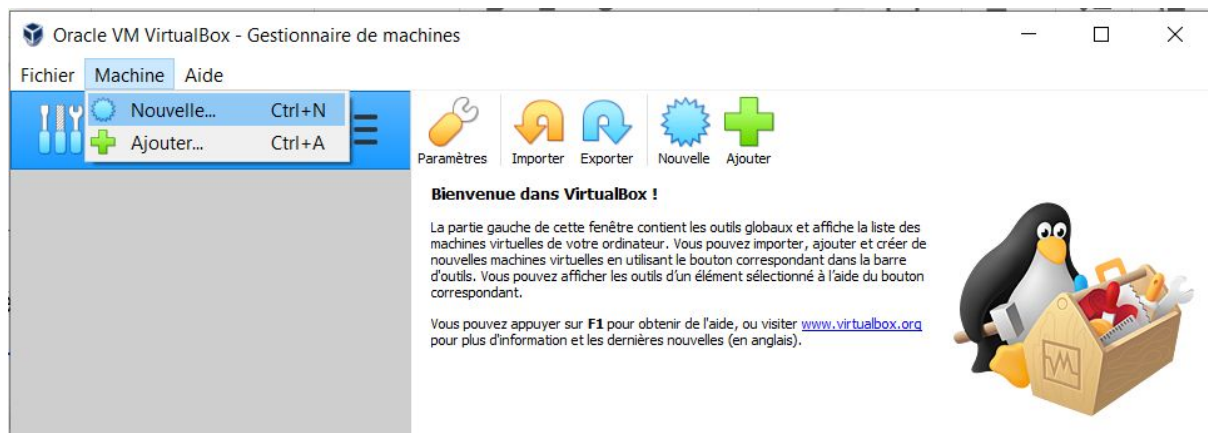 Oracle VM VirtualBox - Gestionnaire de machines
Fichier Machine Aide
Nouvelle... Ctrl+N
Ajouter... Ctrl+A
Paramètres Importer Exporter Nouvelle Ajouter
Bienvenue dans VirtualBox !
La partie gauche de cette fenêtre contient les outils globaux et affiche la liste des
machines virtuelles de votre ordinateur. Vous pouvez importer, ajouter et créer de
nouvelles machines virtuelles en utilisant le bouton correspondant dans la barre
d'outils. Vous pouvez afficher les outils d'un élément sélectionné à l'aide du bouton
correspondant.
Vous pouvez appuyer sur F1 pour obtenir de l'aide, ou visiter www.virtualbox.org
pour plus d'information et les dernières nouvelles (en anglais).